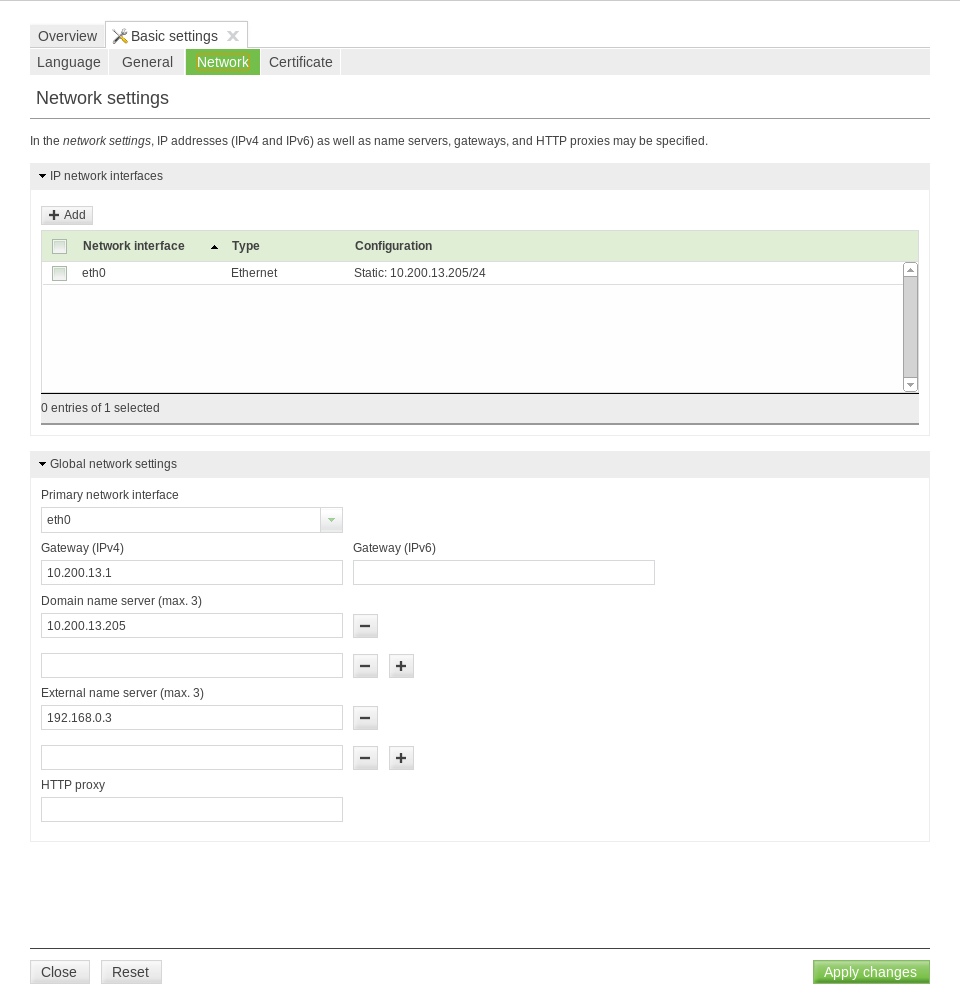 Overview Basic settings
Language General Network Certificate
Network settings
In the network settings, IP addresses (IPv4 and IPv6) as well as name servers, gateways, and HTTP proxies may be specified.
IP network interfaces
Add
Network interface Type Configuration
eth0 Ethernet Static: 10.200.13.205/24
0 entries of 1 selected
Global network settings
Primary network interface
eth0
Gateway (IPv4) Gateway (IPv6)
10.200.13.1
Domain name server (max. 3)
10.200.13.205
External name server (max. 3)
192.168.0.3
HTTP proxy
Close Reset Apply changes